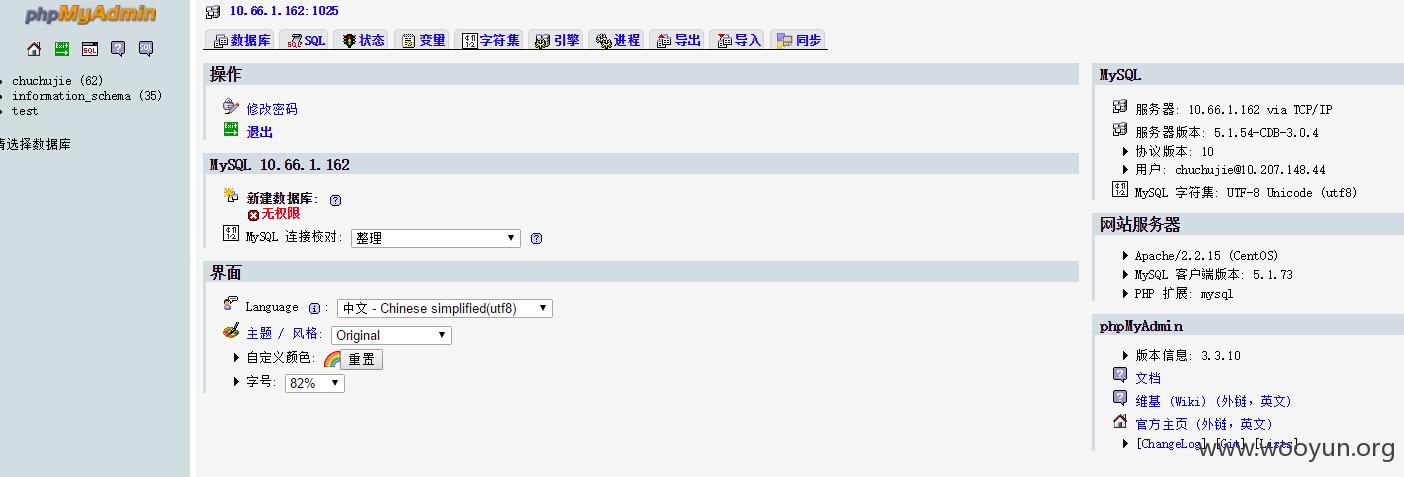 phpMyAdmin
chuchujie (62)
information_schema (35)
test
请选择数据库
10.66.1.162:1025
数据库 SQL 状态 变量 字符集 引擎 进程 导出 导入 同步
操作
修改密码
退出
MySQL 10.66.1.162
新建数据库:
无权限
MySQL 连接校对: 整理
界面
Language : 中文 - Chinese simplified(utf8)
主题 / 风格: Original
自定义颜色: 重置
字号: 82%
MySQL
服务器: 10.66.1.162 via TCP/IP
服务器版本: 5.1.54-CDB-3.0.4
协议版本: 10
用户: chuchujie@10.207.148.44
MySQL 字符集: UTF-8 Unicode (utf8)
网站服务器
Apache/2.2.15 (CentOS)
MySQL 客户端版本: 5.1.73
PHP 扩展: mysql
phpMyAdmin
版本信息: 3.3.10
文档
维基 (Wiki) (外链，英文)
官方主页 (外链，英文)
[ChangeLog] [Git] [Lists]
www.wooyun.org